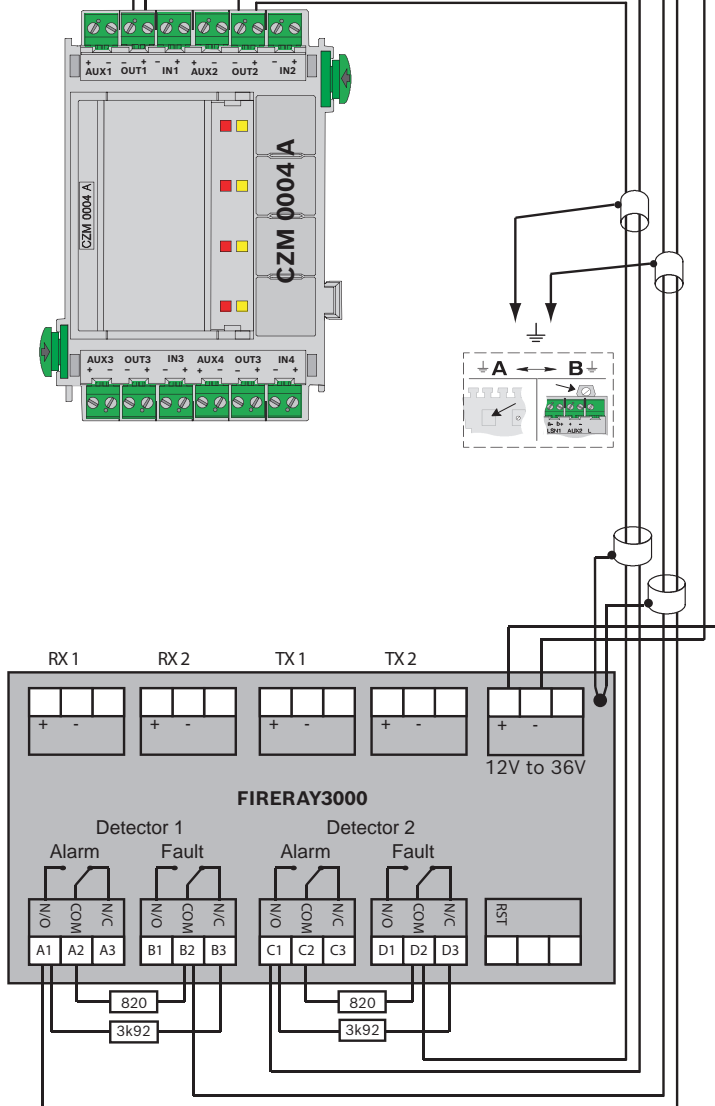 + - - + - + + - - + - +
AUX1 OUT1 IN1 AUX2 OUT2 IN2
CZM 0004 A
CZM 0004 A
AUX3 OUT3 IN3 AUX4 OUT3 IN4
+ - + - - + + - + - - +
A B
a- b+ + -
LSN1 AUX2 L
RX 1 RX 2 TX 1 TX 2
+ - + - + - + - + -
12V to 36V
FIRERAY3000
Detector 1 Detector 2
Alarm Fault Alarm Fault
N/O COM N/C N/O COM N/C N/O COM N/C N/O COM N/C RST
A1 A2 A3 B1 B2 B3 C1 C2 C3 D1 D2 D3
820 820
3k92 3k92